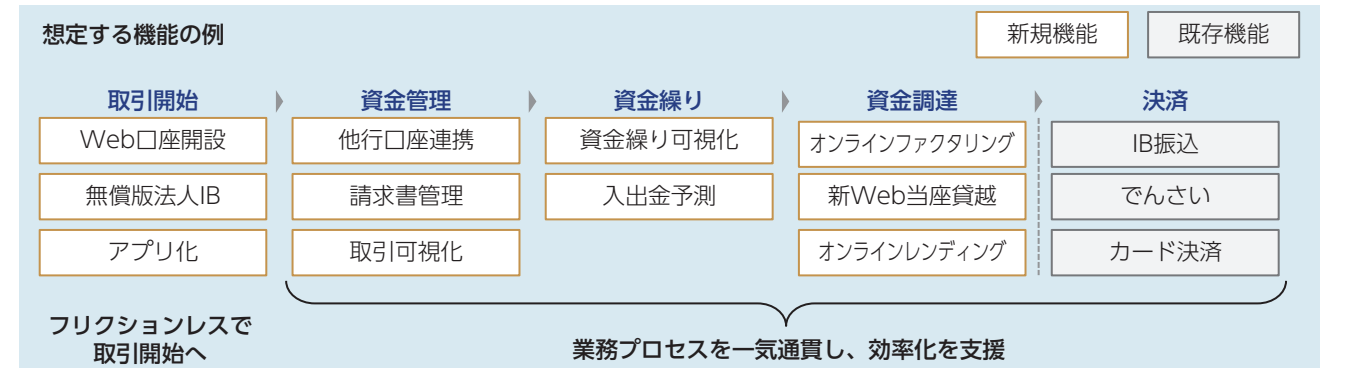 想定する機能の例
新規機能
既存機能
取引開始
資金管理
資金繰り
資金調達
決済
Web口座開設
他行口座連携
資金繰り可視化
オンラインファクタリング
IB振込
無償版法人IB
請求書管理
入出金予測
新Web当座貸越
でんさい
アプリ化
取引可視化
オンラインレンディング
カード決済
フリクションレスで
取引開始へ
業務プロセスを一気通貫し、効率化を支援